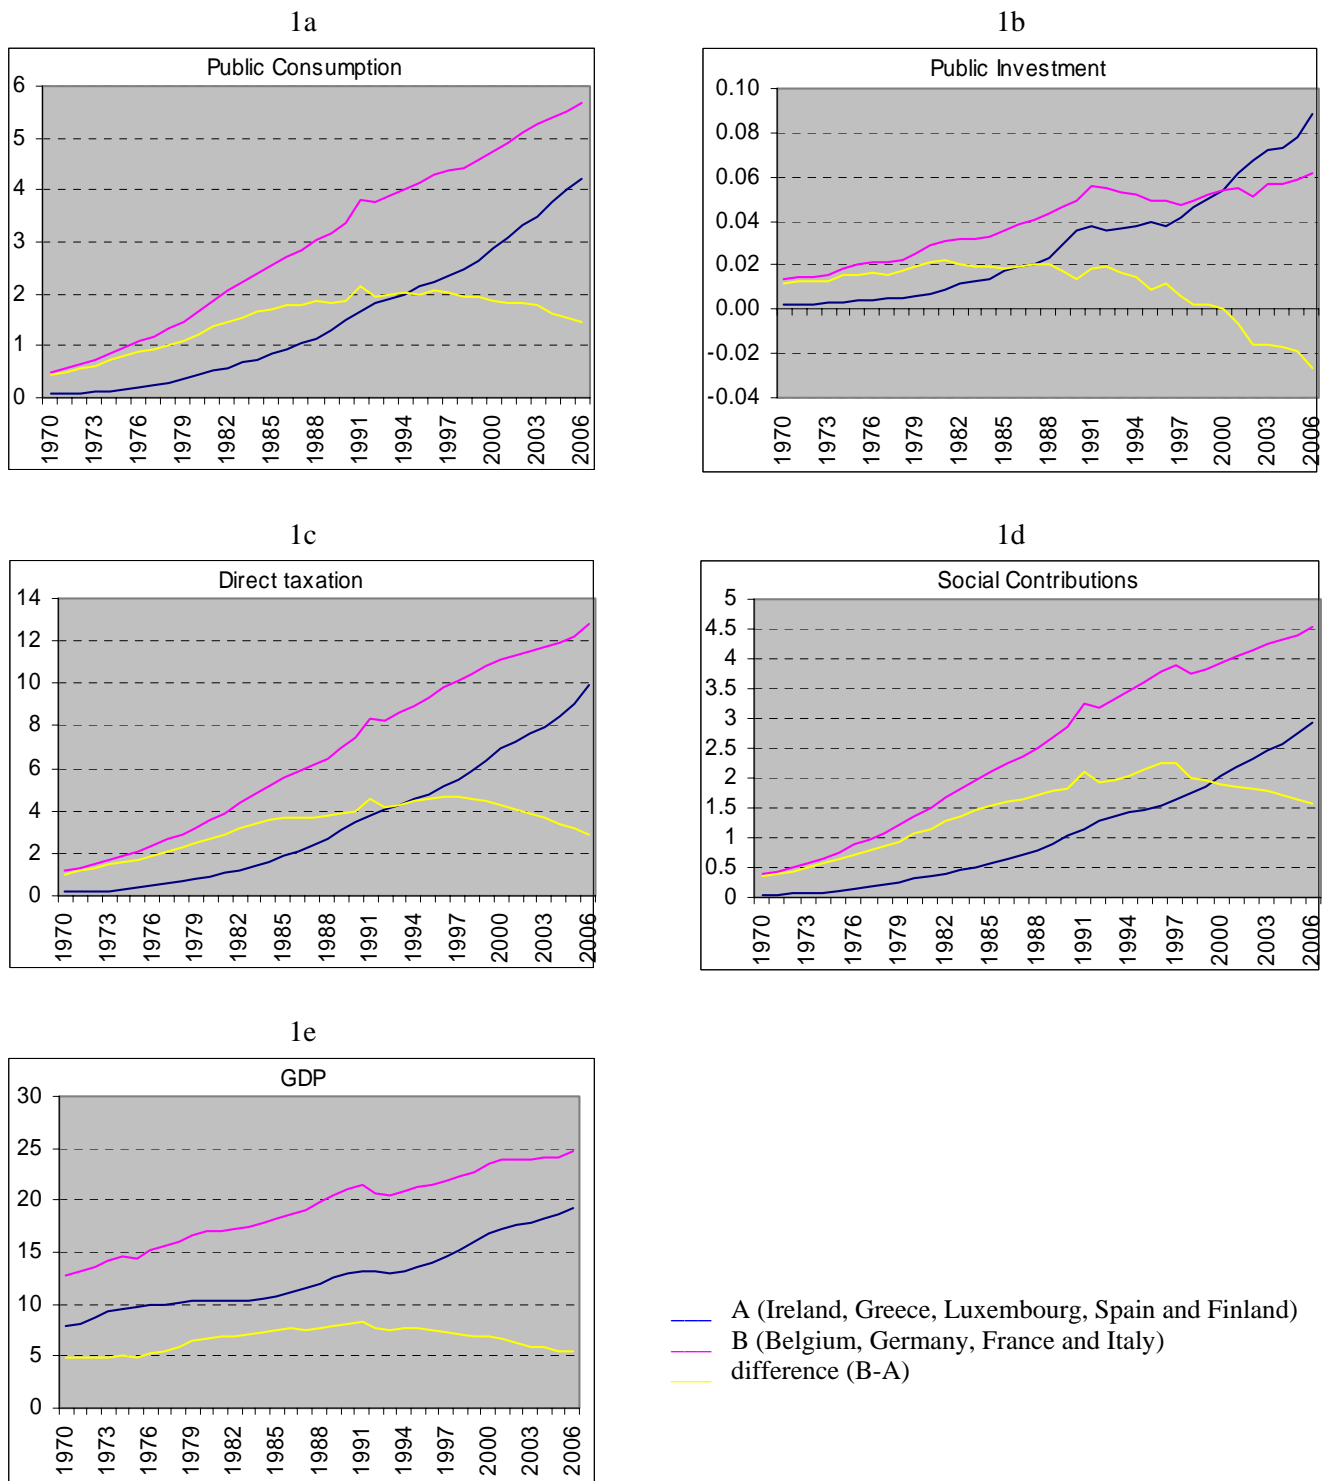 1a
Public Consumption
6
5
4
3
2
1
0
1970 1973 1976 1979 1982 1985 1988 1991 1994 1997 2000 2003 2006
1b
Public Investment
0.10
0.08
0.06
0.04
0.02
0.00
-0.02
-0.04
1970 1973 1976 1979 1982 1985 1988 1991 1994 1997 2000 2003 2006
1c
Direct taxation
14
12
10
8
6
4
2
0
1970 1973 1976 1979 1982 1985 1988 1991 1994 1997 2000 2003 2006
1d
Social Contributions
5
4.5
4
3.5
3
2.5
2
1.5
1
0.5
0
1970 1973 1976 1979 1982 1985 1988 1991 1994 1997 2000 2003 2006
1e
GDP
30
25
20
15
10
5
0
1970 1973 1976 1979 1982 1985 1988 1991 1994 1997 2000 2003 2006
A (Ireland, Greece, Luxembourg, Spain and Finland)
B (Belgium, Germany, France and Italy)
difference (B-A)